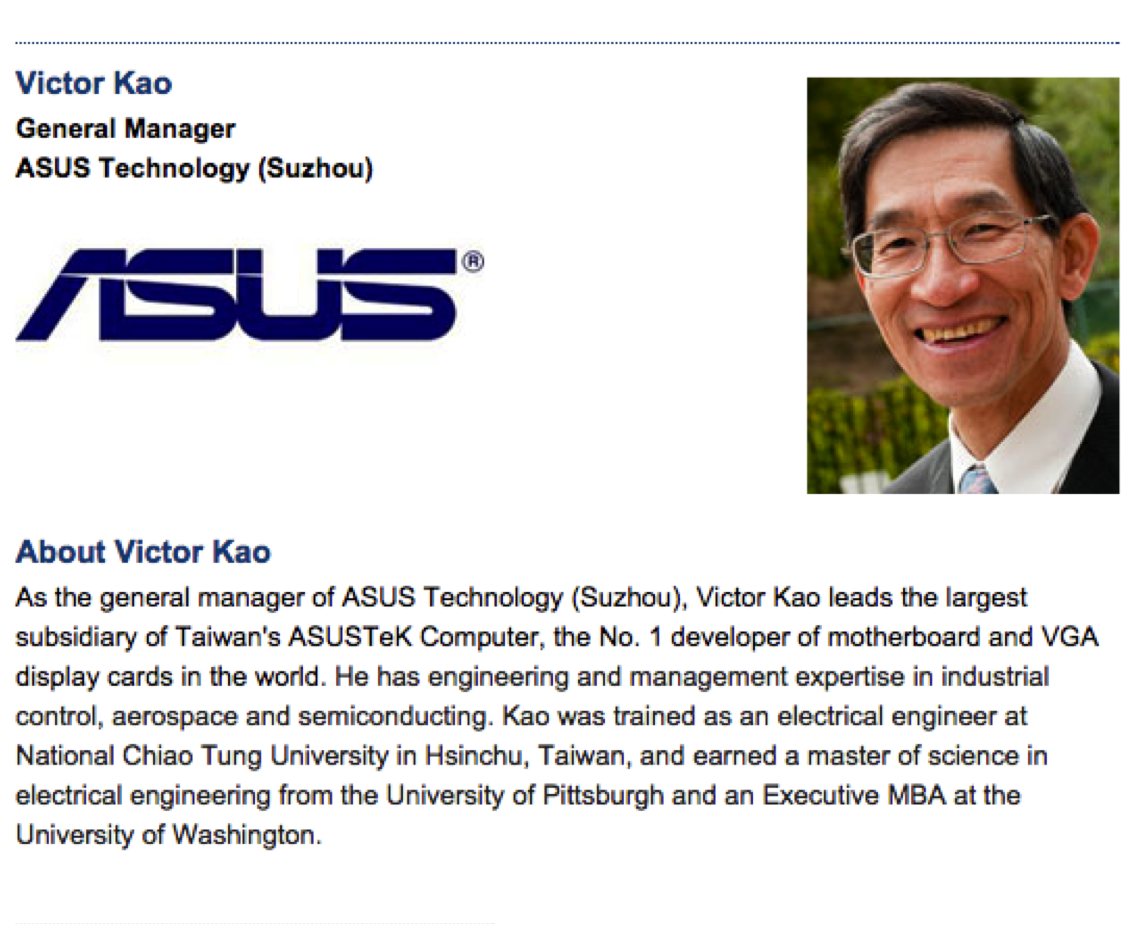 Victor Kao
General Manager
ASUS Technology (Suzhou)
ASUS®
About Victor Kao
As the general manager of ASUS Technology (Suzhou), Victor Kao leads the largest
subsidiary of Taiwan's ASUSTeK Computer, the No. 1 developer of motherboard and VGA
display cards in the world. He has engineering and management expertise in industrial
control, aerospace and semiconducting. Kao was trained as an electrical engineer at
National Chiao Tung University in Hsinchu, Taiwan, and earned a master of science in
electrical engineering from the University of Pittsburgh and an Executive MBA at the
University of Washington.